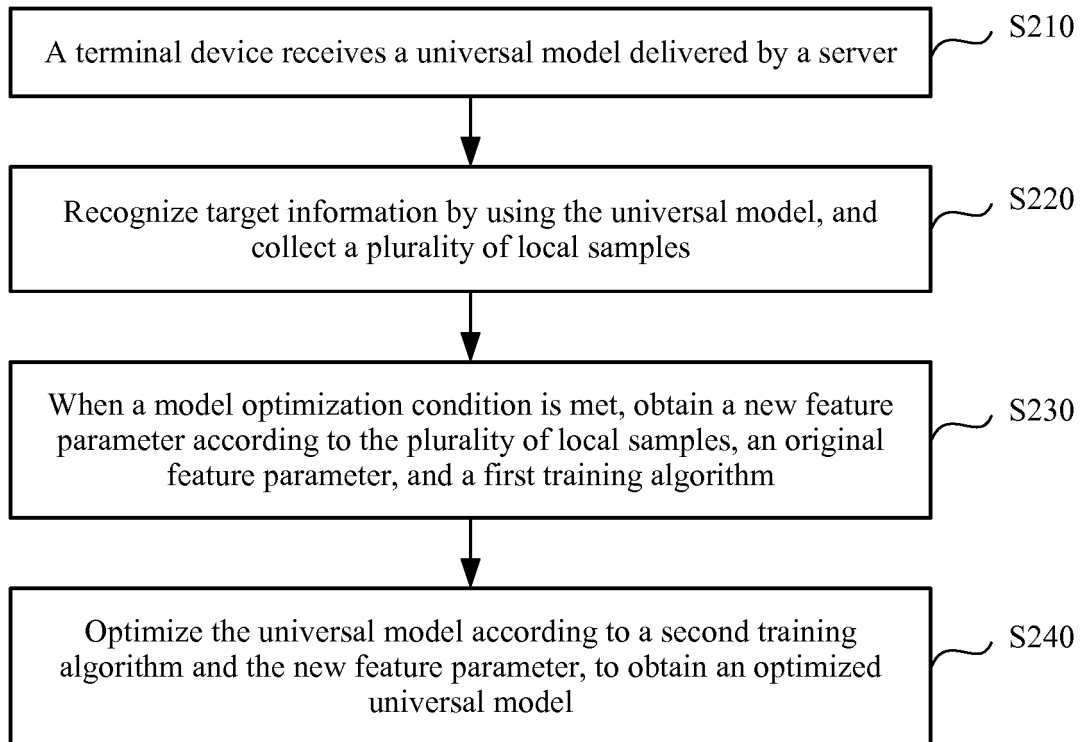 A terminal device receives a universal model delivered by a server
S210
Recognize target information by using the universal model, and
collect a plurality of local samples
S220
When a model optimization condition is met, obtain a new feature
parameter according to the plurality of local samples, an original
feature parameter, and a first training algorithm
S230
Optimize the universal model according to a second training
algorithm and the new feature parameter, to obtain an optimized
universal model
S240